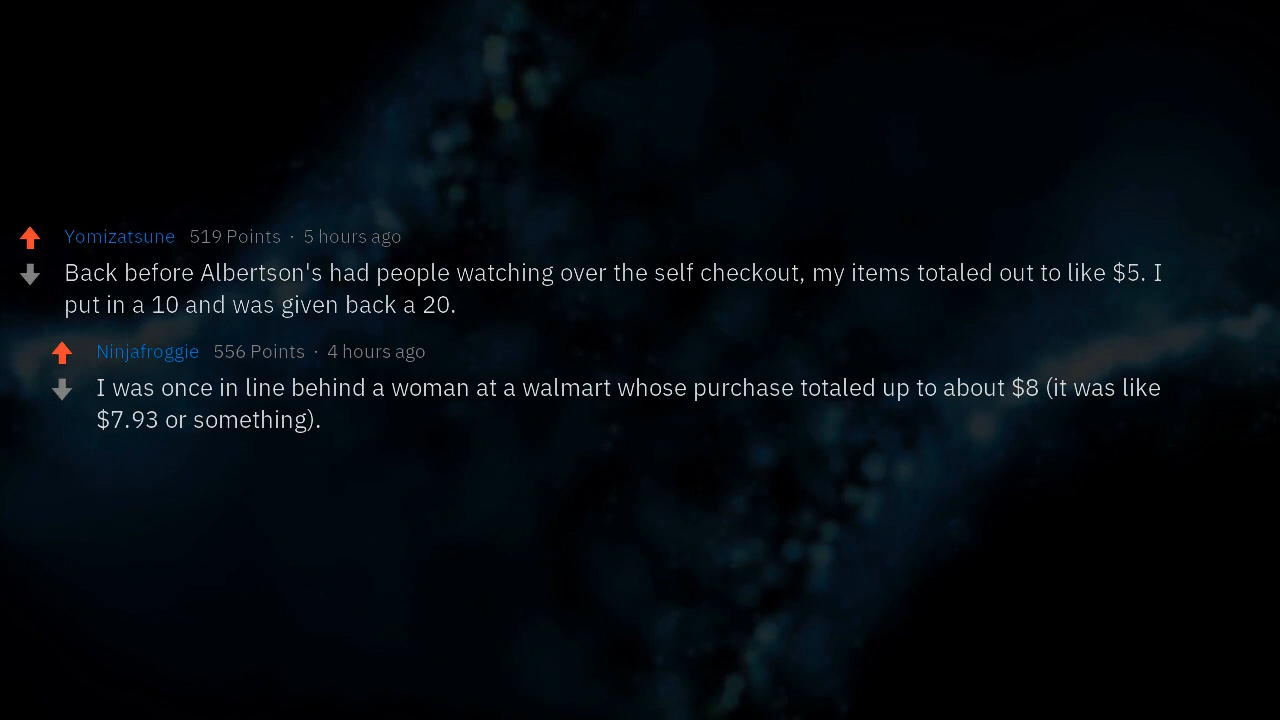 Yomizatsune 519 Points · 5 hours ago
Back before Albertson's had people watching over the self checkout, my items totaled out to like $5. I
put in a 10 and was given back a 20.
Ninjafroggie 556 Points · 4 hours ago
I was once in line behind a woman at a walmart whose purchase totaled up to about $8 (it was like
$7.93 or something).